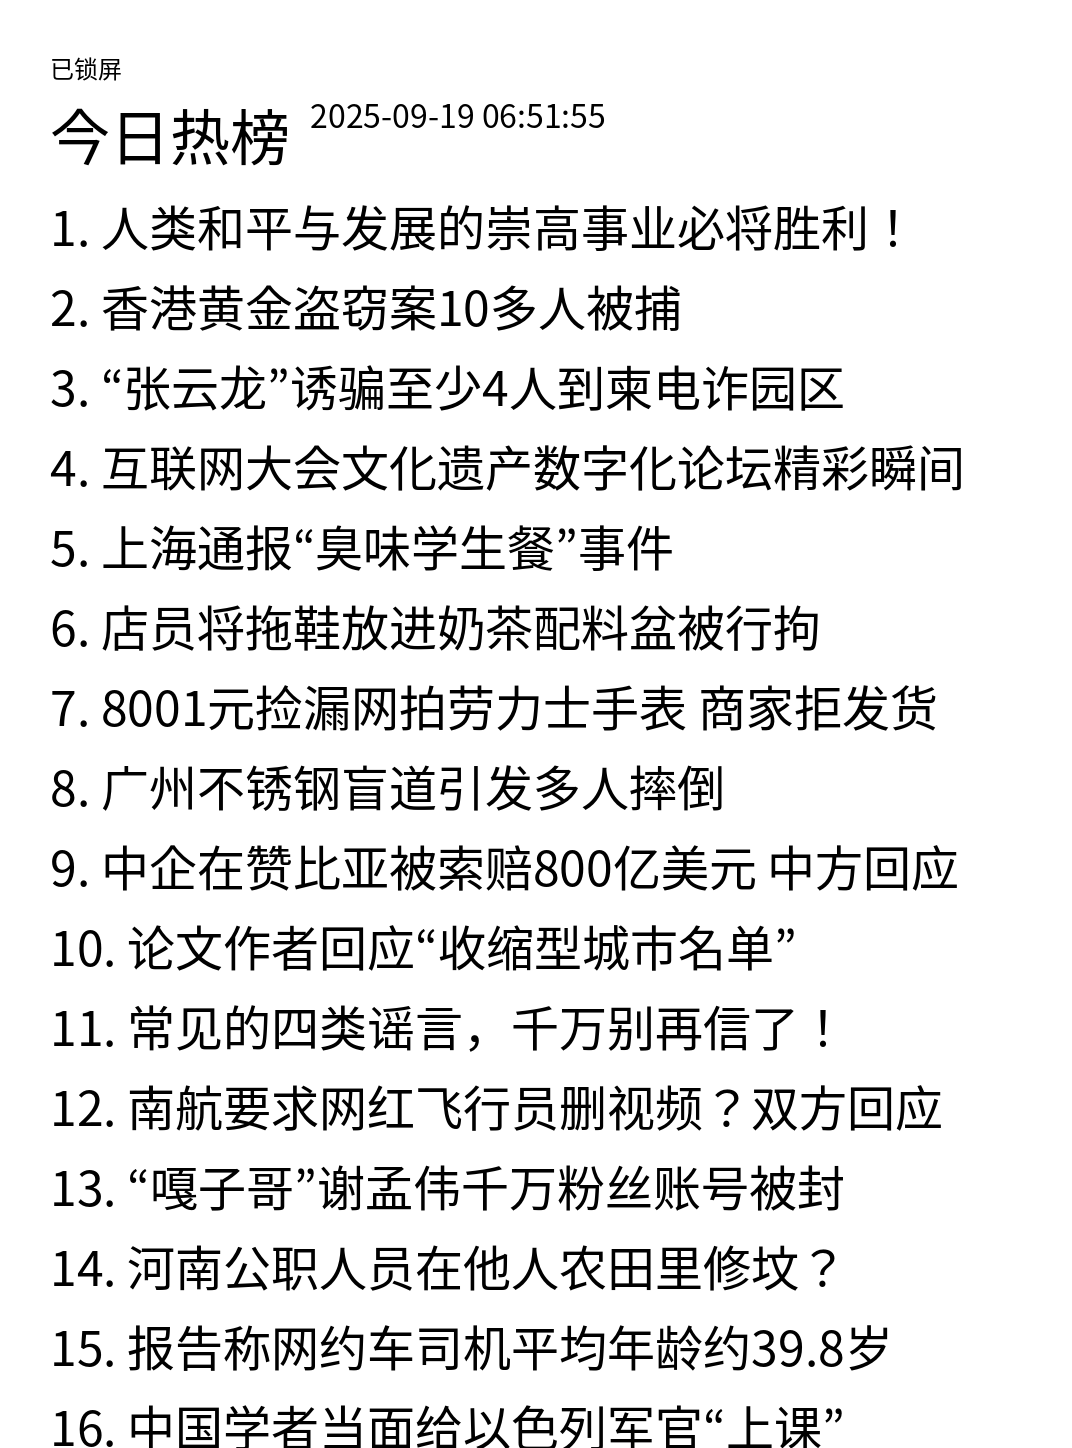 已锁屏
今日热榜 2025-09-19 06:51:55
1. 人类和平与发展的崇高事业必将胜利！
2. 香港黄金盗窃案10多人被捕
3. “张云龙”诱骗至少4人到柬电诈园区
4. 互联网大会文化遗产数字化论坛精彩瞬间
5. 上海通报“臭味学生餐”事件
6. 店员将拖鞋放进奶茶配料盆被行拘
7. 8001元捡漏网拍劳力士手表 商家拒发货
8. 广州不锈钢盲道引发多人摔倒
9. 中企在赞比亚被索赔800亿美元 中方回应
10. 论文作者回应“收缩型城市名单”
11. 常见的四类谣言，千万别再信了！
12. 南航要求网红飞行员删视频？双方回应
13. “嘎子哥”谢孟伟千万粉丝账号被封
14. 河南公职人员在他人农田里修坟？
15. 报告称网约车司机平均年龄约39.8岁
16. 中国学者当面给以色列军官“上课”